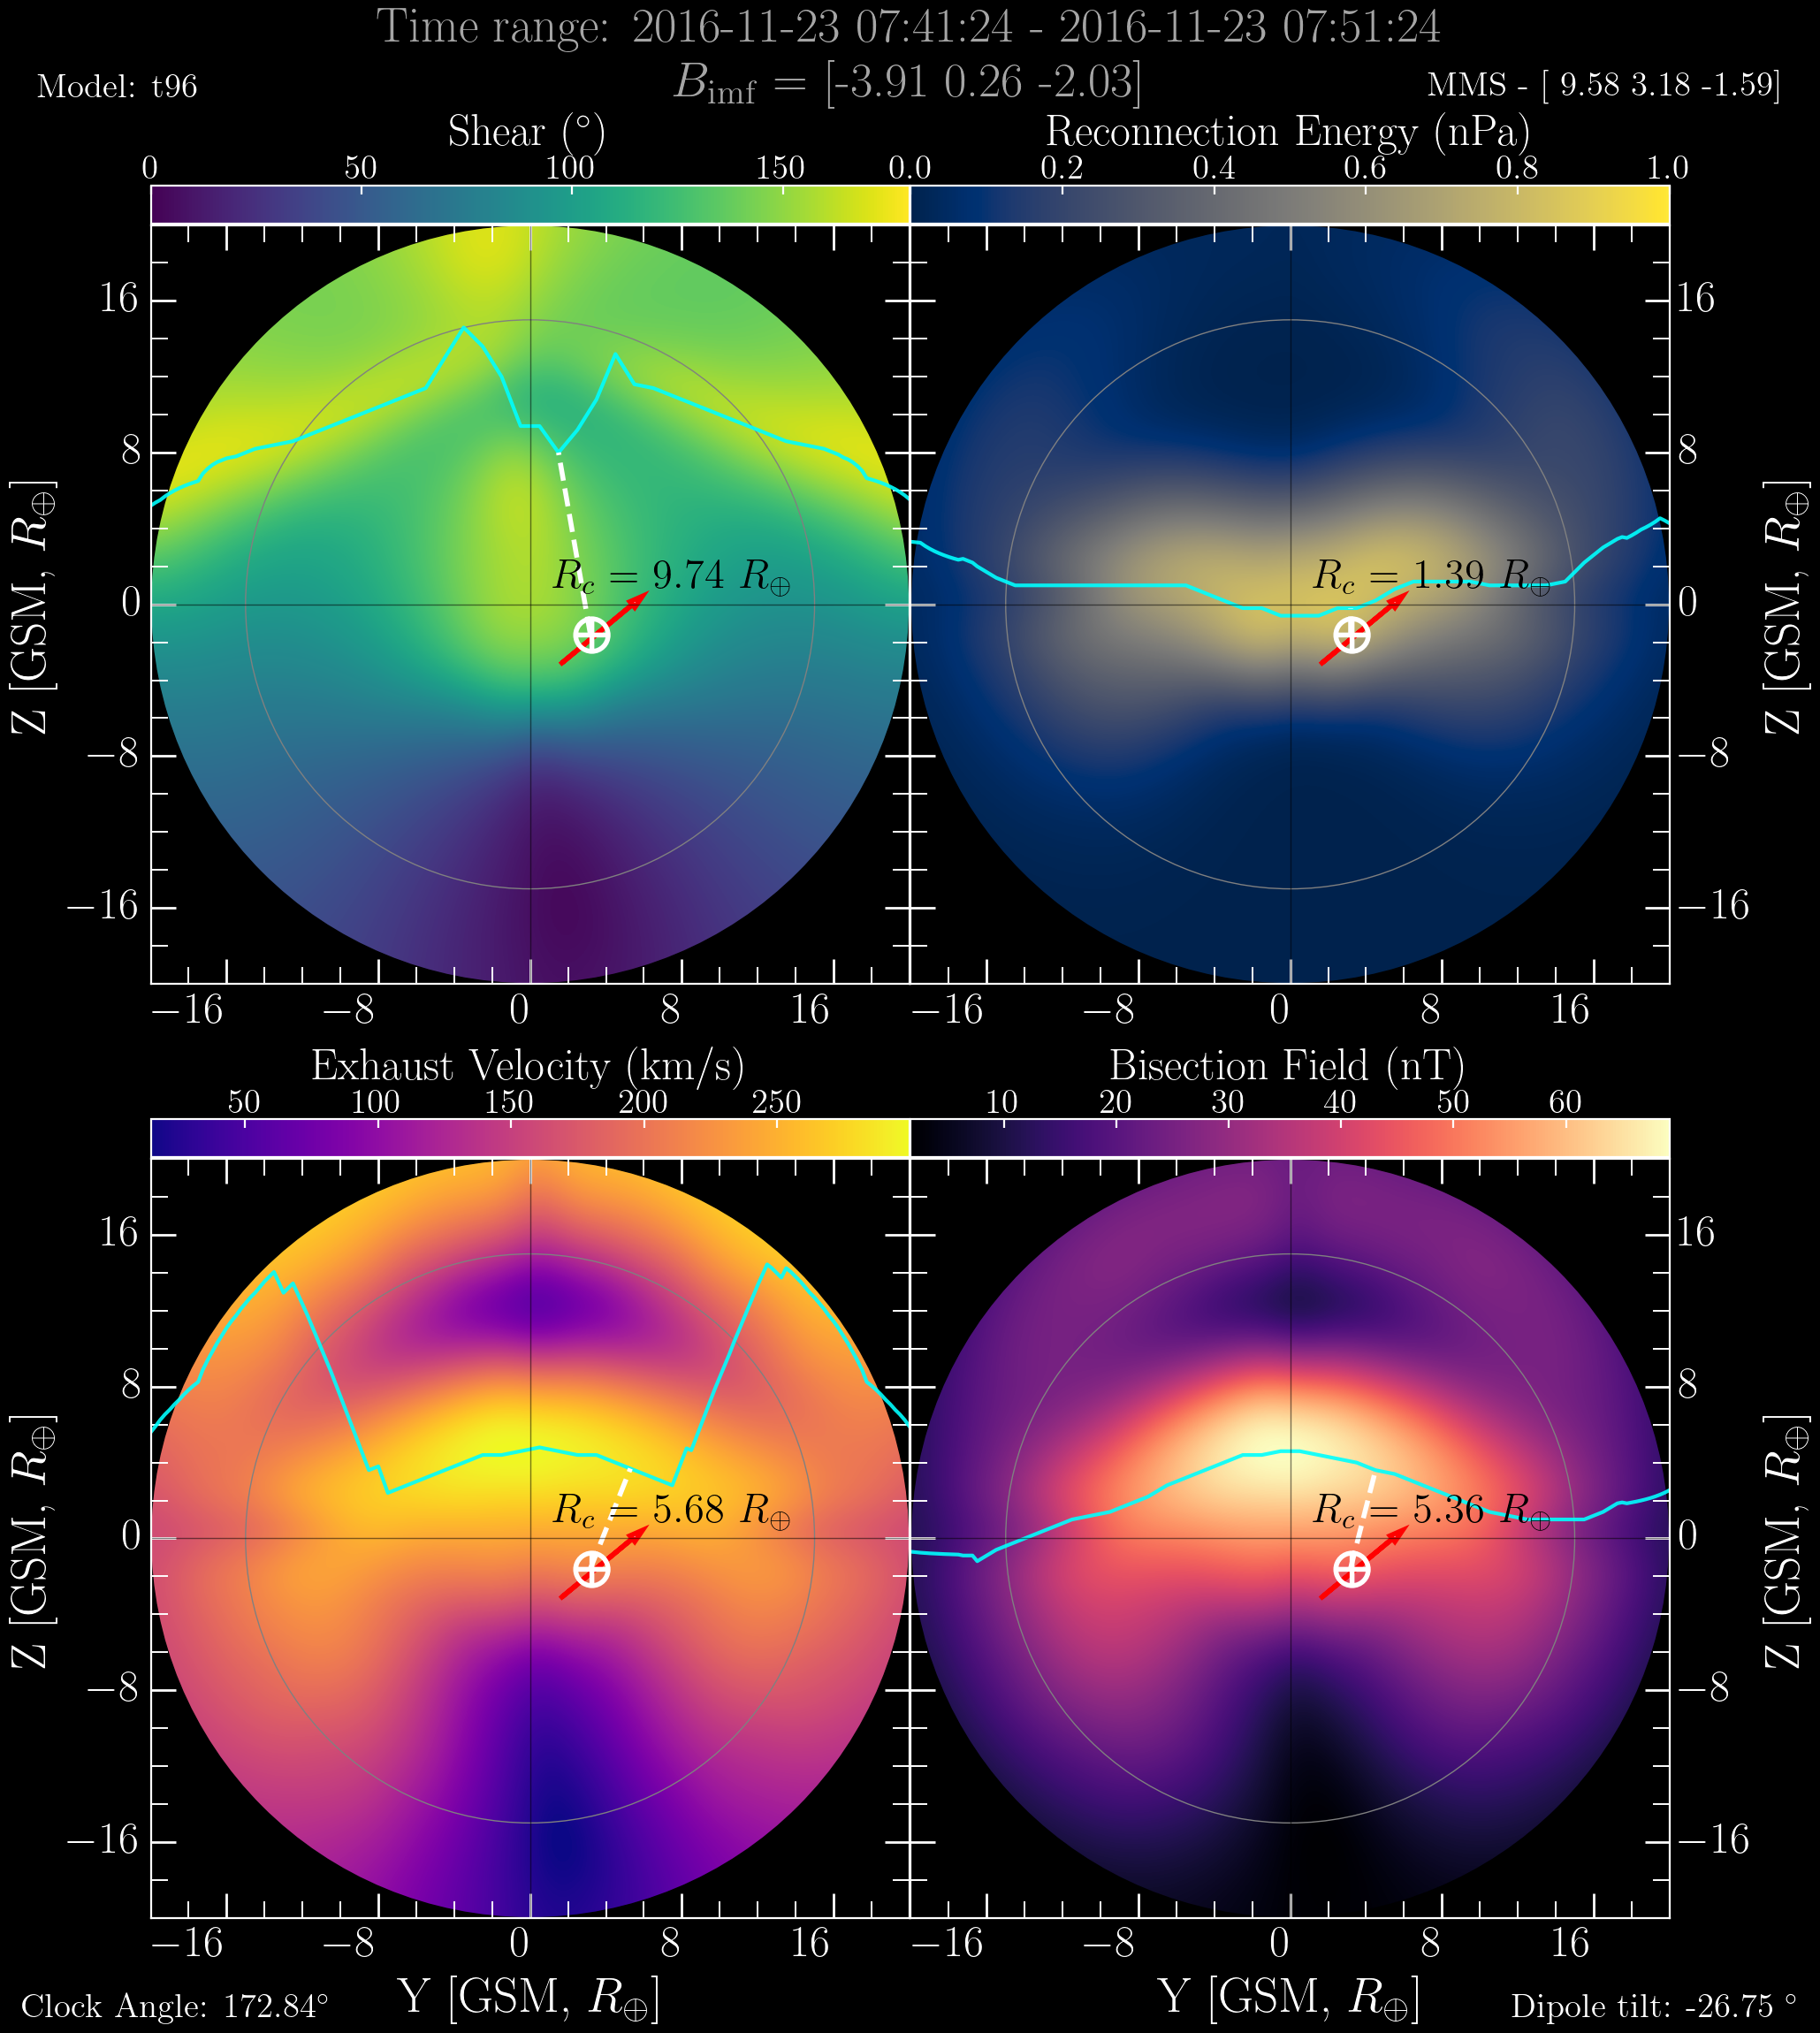 Time range: 2016-11-23 07:41:24 - 2016-11-23 07:51:24
Model: t96
B_imf = [-3.91 0.26 -2.03]
MMS - [ 9.58 3.18 -1.59]
Shear (°)
Reconnection Energy (nPa)
0 50 100 150
0.0 0.2 0.4 0.6 0.8 1.0
16
8
0
−8
−16
Z [GSM, R⊕]
R_c = 9.74 R⊕
R_c = 1.39 R⊕
16
8
0
−8
−16
Z [GSM, R⊕]
−16 −8 0 8 16
−16 −8 0 8 16
Exhaust Velocity (km/s)
Bisection Field (nT)
50 100 150 200 250
10 20 30 40 50 60
16
8
0
−8
−16
Z [GSM, R⊕]
R_c = 5.68 R⊕
R_c = 5.36 R⊕
16
8
0
−8
−16
Z [GSM, R⊕]
−16 −8 0 8 16
−16 −8 0 8 16
Y [GSM, R⊕]
Y [GSM, R⊕]
Clock Angle: 172.84°
Dipole tilt: -26.75 °